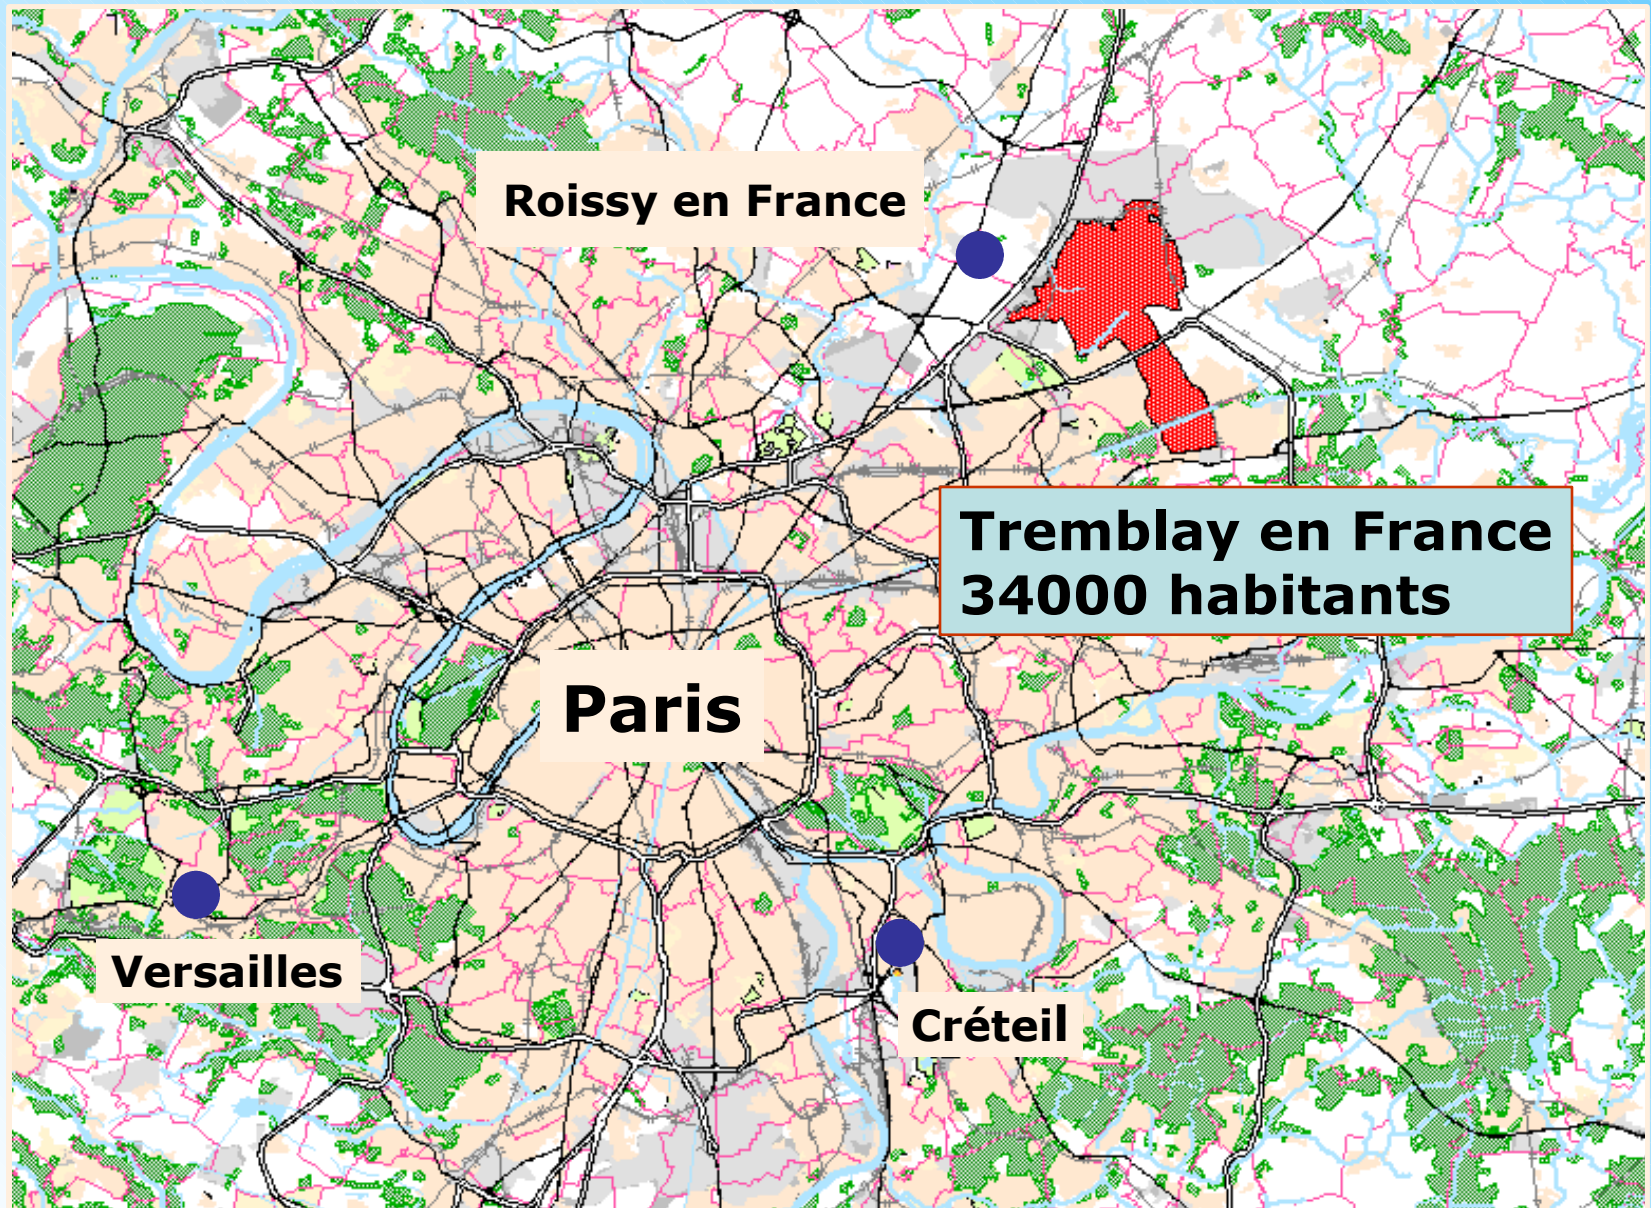 Roissy en France
Tremblay en France
34000 habitants
Paris
Versailles
Créteil